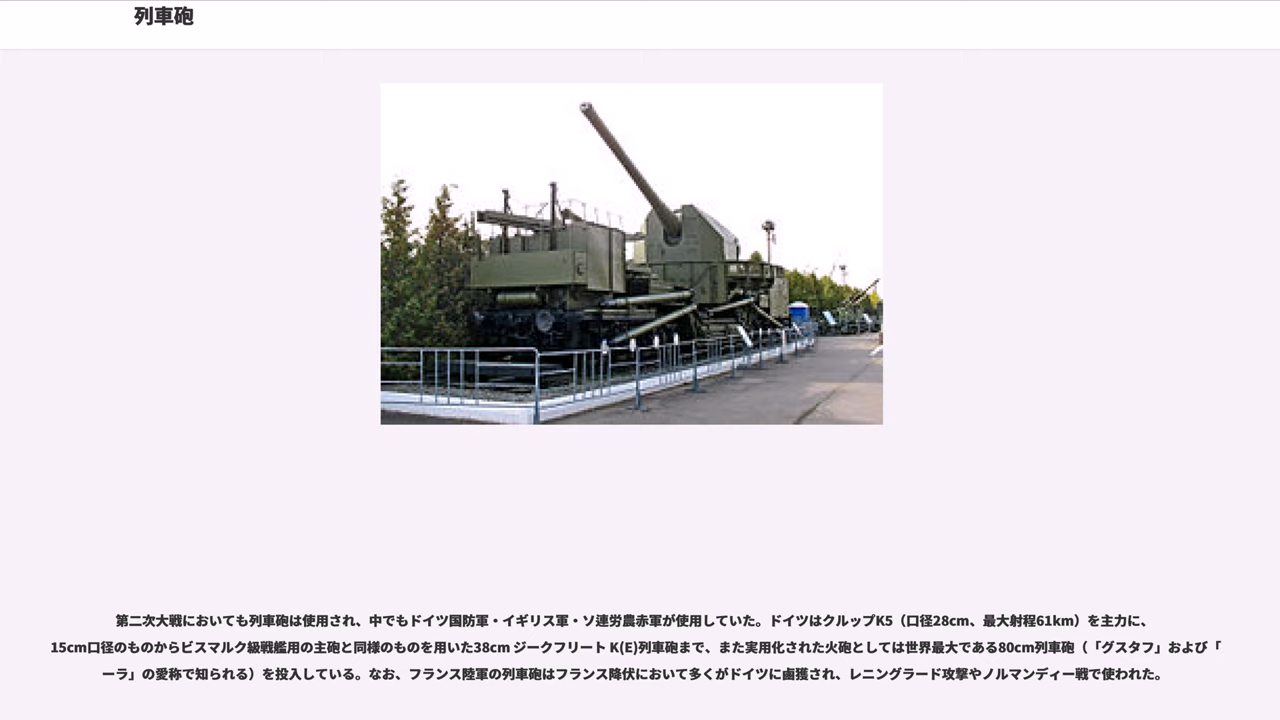 列車砲
第二次大戦においても列車砲は使用され、中でもドイツ国防軍・イギリス軍・ソ連労農赤軍が使用していた。ドイツはクルップK5（口径28cm、最大射程61km）を主力に、
15cm口径のものからビスマルク級戦艦用の主砲と同様のものを用いた38cm ジークフリート K(E)列車砲まで、また実用化された火砲としては世界最大である80cm列車砲（「グスタフ」および「
ーラ」の愛称で知られる）を投入している。なお、フランス陸軍の列車砲はフランス降伏において多くがドイツに鹵獲され、レニングラード攻撃やノルマンディー戦で使われた。